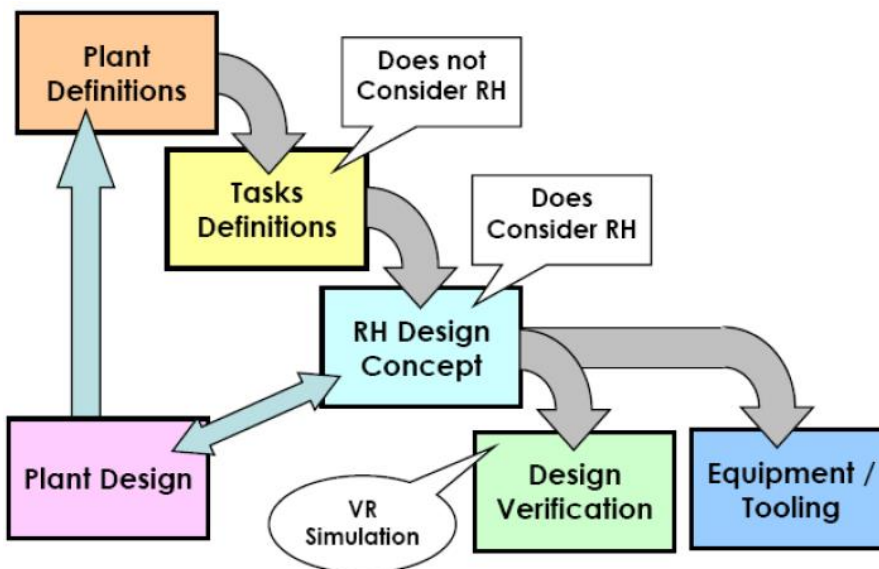 Plant
Definitions
Does not
Consider RH
Tasks
Definitions
Does
Consider RH
RH Design
Concept
Plant Design
VR
Simulation
Design
Verification
Equipment /
Tooling